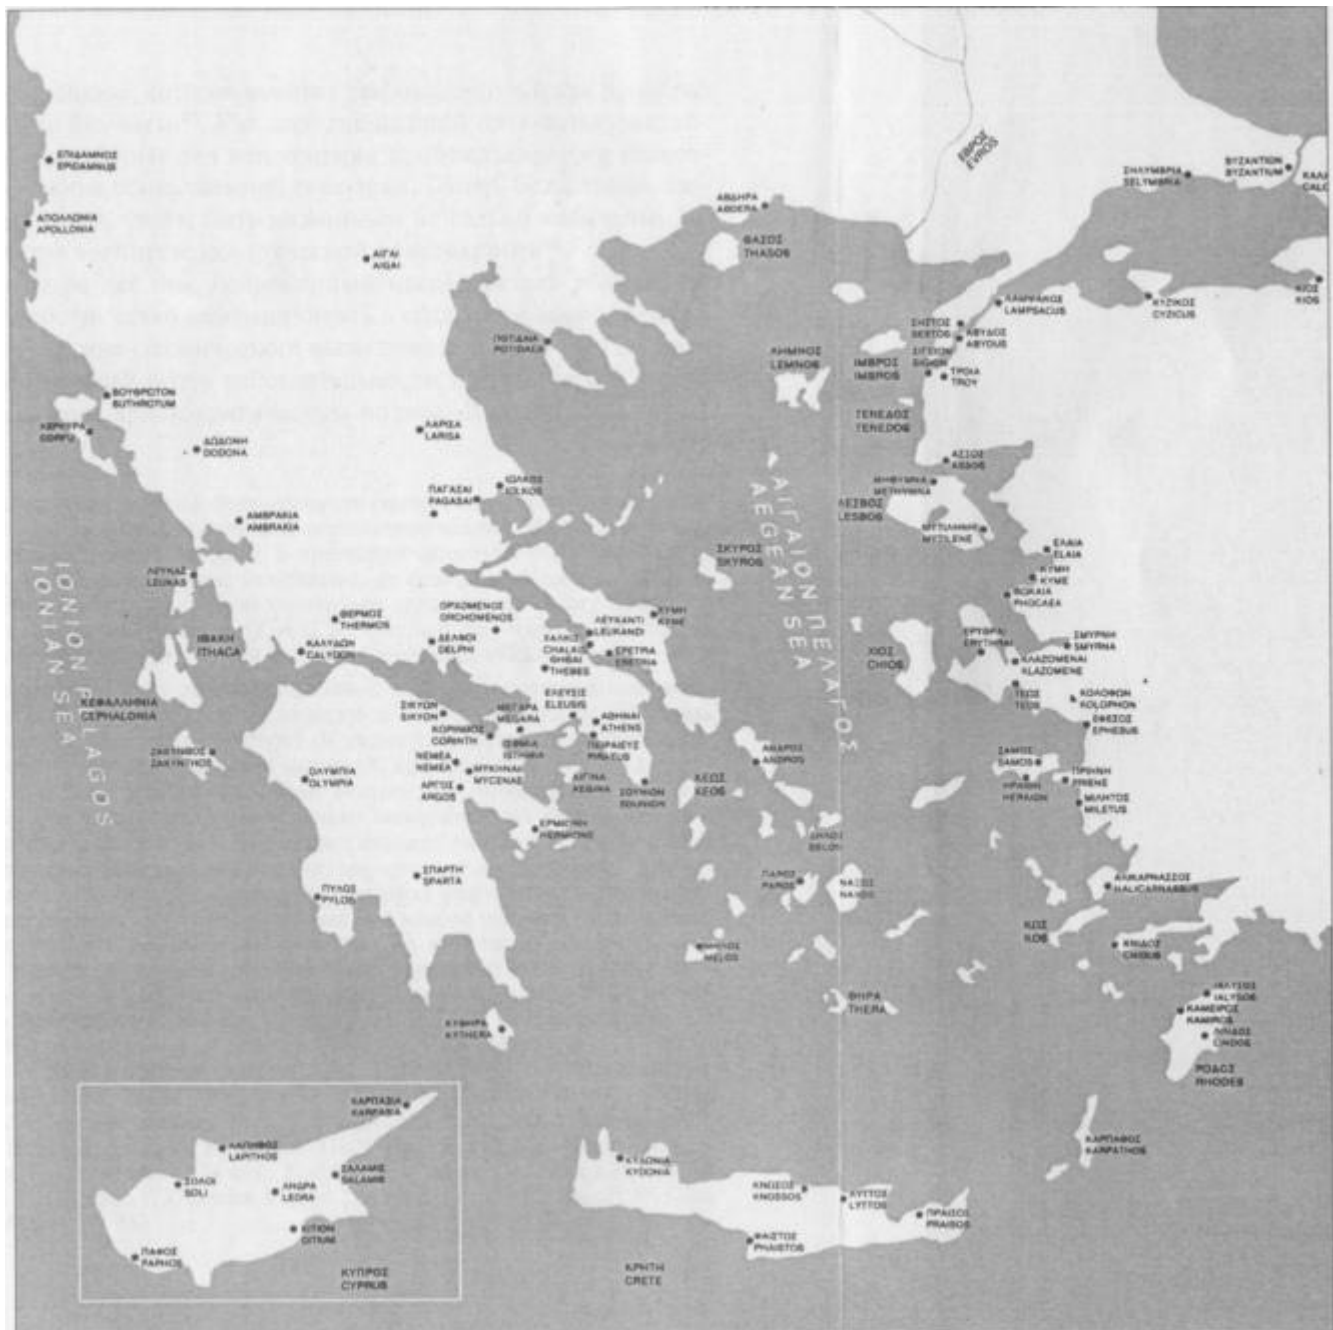 ΕΠΙΔΑΜΝΟΣ
EPIDAMNUS
ΑΠΟΛΛΟΝΙΑ
APOLLONIA
ΑΙΓΑΙ
AIGAI
ΑΒΔΗΡΑ
ABDERA
ΘΑΣΟΣ
THASOS
ΕΒΡΟΣ
EVROS
ΣΗΛΥΜΒΡΙΑ
SELYMBRIA
ΒΥΖΑΝΤΙΟΝ
BYZANTIUM
ΚΙΟΣ
KIOS
ΚΥΖΙΚΟΣ
CYZICUS
ΛΑΜΨΑΚΟΣ
LAMPSACUS
ΣΗΣΤΟΣ
SESTOS
ΑΒΥΔΟΣ
ABYDUS
ΣΙΓΕΙΟΝ
SIGION
ΤΡΟΙΑ
TROY
ΙΜΒΡΟΣ
IMBROS
ΛΗΜΝΟΣ
LEMNOS
ΤΕΝΕΔΟΣ
TENEDOS
ΠΟΤΙΔΑΙΑ
POTIDAEA
ΒΟΥΘΡΩΤΟΝ
BUTHROTUM
ΚΕΡΚΥΡΑ
CORFU
ΔΩΔΩΝΗ
DODONA
ΛΑΡΙΣΑ
LARISA
ΑΣΣΟΣ
ASSOS
ΜΗΘΥΜΝΑ
METHYMNA
ΛΕΣΒΟΣ
LESBOS
ΜΥΤΙΛΗΝΗ
MYTILENE
ΙΩΛΚΟΣ
IOLKOS
ΠΑΓΑΣΑΙ
PAGASAI
ΑΜΒΡΑΚΙΑ
AMBRAKIA
ΣΚΥΡΟΣ
SKYROS
ΑΙΓΑΙΟΝ ΠΕΛΑΓΟΣ
AEGEAN SEA
ΕΛΑΙΑ
ELAIA
ΚΥΜΗ
KYME
ΦΩΚΑΙΑ
PHOCAEA
ΛΕΥΚΑΣ
LEUKAS
ΙΟΝΙΟΝ ΠΕΛΑΓΟΣ
IONIAN SEA
ΘΕΡΜΟΣ
THERMOS
ΟΡΧΟΜΕΝΟΣ
ORCHOMENOS
ΛΕΥΚΑΝΤΙ
LEUKANDI
ΚΥΜΗ
KYME
ΙΘΑΚΗ
ITHACA
ΚΑΛΥΔΩΝ
CALYDON
ΔΕΛΦΟΙ
DELPHI
CHALKIS
ΕΡΕΤΡΙΑ
ERETRIA
ΘΗΒΑΙ
THEBES
ΧΙΟΣ
CHIOS
ΕΡΥΘΡΑΙ
ERYTHRAI
ΣΜΥΡΝΗ
SMYRNA
ΚΛΑΖΟΜΕΝΑΙ
KLAZOMENE
ΤΕΟΣ
TEOS
ΚΟΛΟΦΩΝ
KOLOPHON
ΕΦΕΣΟΣ
EPHESUS
ΚΕΦΑΛΛΗΝΙΑ
CEPHALONIA
ΣΙΚΥΩΝ
SIKYON
ΜΕΓΑΡΑ
MEGARA
ΕΛΕΥΣΙΣ
ELEUSIS
ΑΘΗΝΑΙ
ATHENS
ΠΕΙΡΑΙΕΥΣ
PIRAEUS
ΚΟΡΙΝΘΟΣ
CORINTH
ΙΣΘΜΙΑ
ISTHMIA
ΖΑΚΥΝΘΟΣ
ZAKYNTHOS
ΟΛΥΜΠΙΑ
OLYMPIA
ΝΕΜΕΑ
NEMEA
ΜΥΚΗΝΑΙ
MYCENAE
ΑΡΓΟΣ
ARGOS
ΑΙΓΙΝΑ
AEGINA
ΣΟΥΝΙΟΝ
SOUNION
ΚΕΩΣ
KEOS
ΑΝΔΡΟΣ
ANDROS
ΣΑΜΟΣ
SAMOS
ΗΡΑΙΟΝ
HERAION
ΠΡΙΗΝΗ
PRIENE
ΜΙΛΗΤΟΣ
MILETUS
ΕΡΜΙΟΝΗ
HERMIONE
ΔΗΛΟΣ
DELOS
ΣΠΑΡΤΗ
SPARTA
ΠΥΛΟΣ
PYLOS
ΠΑΡΟΣ
PAROS
ΝΑΞΟΣ
NAXOS
ΑΛΙΚΑΡΝΑΣΣΟΣ
HALICARNASSUS
ΚΩΣ
KOS
ΚΝΙΔΟΣ
CNIDUS
ΜΗΛΟΣ
MELOS
ΘΗΡΑ
THERA
ΚΥΘΗΡΑ
KYTHERA
ΙΑΛΥΣΟΣ
IALYSOS
ΚΑΜΕΙΡΟΣ
KAMIROS
ΛΙΝΔΟΣ
LINDOS
ΡΟΔΟΣ
RHODES
ΚΑΡΠΑΘΟΣ
KARPATHOS
ΚΑΡΠΑΣΙΑ
KARPASIA
ΛΑΠΗΘΟΣ
LAPITHOS
ΣΟΛΟΙ
SOLI
ΣΑΛΑΜΙΣ
SALAMIS
ΛΗΔΡΑ
LEDRA
ΚΙΤΙΟΝ
CITIUM
ΠΑΦΟΣ
PAPHOS
ΚΥΠΡΟΣ
CYPRUS
ΚΥΔΩΝΙΑ
KYDONIA
ΚΝΩΣΟΣ
KNOSSOS
ΛΥΤΤΟΣ
LYTTOS
ΠΡΑΙΣΟΣ
PRAISOS
ΦΑΙΣΤΟΣ
PHAISTOS
ΚΡΗΤΗ
CRETE